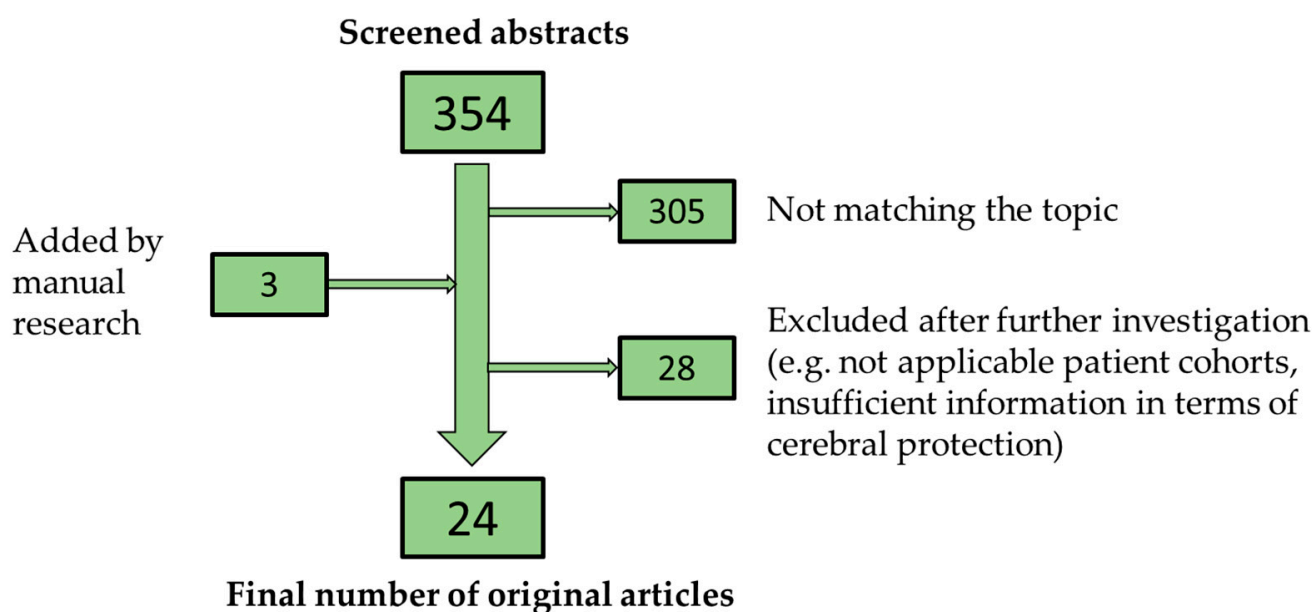 Screened abstracts
354
305
Not matching the topic
Added by
manual
research
3
Excluded after further investigation
(e.g. not applicable patient cohorts,
insufficient information in terms of
cerebral protection)
28
24
Final number of original articles